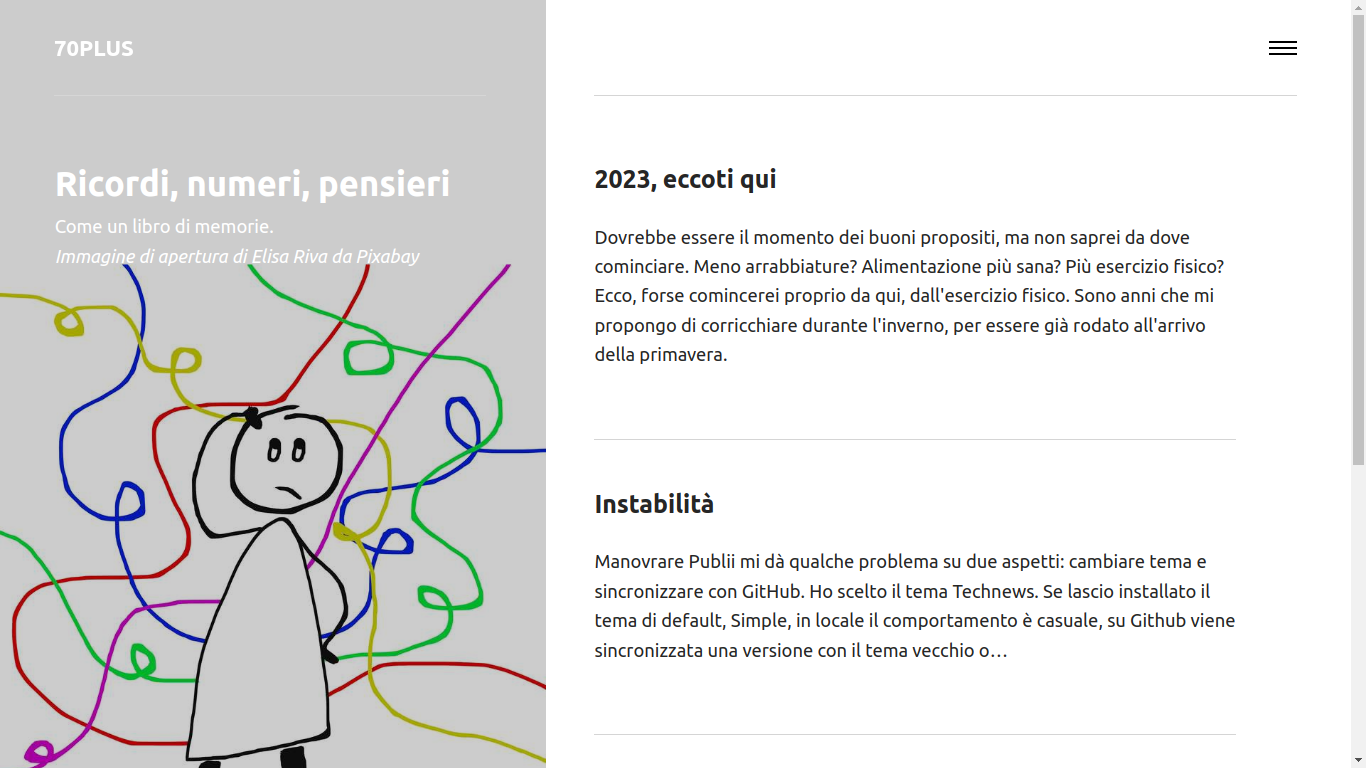 70PLUS
Ricordi, numeri, pensieri
Come un libro di memorie.
Immagine di apertura di Elisa Riva da Pixabay
2023, eccoti qui
Dovrebbe essere il momento dei buoni propositi, ma non saprei da dove
cominciare. Meno arrabbiature? Alimentazione più sana? Più esercizio fisico?
Ecco, forse comincerei proprio da qui, dall'esercizio fisico. Sono anni che mi
propongo di corricchiare durante l'inverno, per essere già rodato all'arrivo
della primavera.
Instabilità
Manovrare Publii mi dà qualche problema su due aspetti: cambiare tema e
sincronizzare con GitHub. Ho scelto il tema Technews. Se lascio installato il
tema di default, Simple, in locale il comportamento è casuale, su Github viene
sincronizzata una versione con il tema vecchio o…